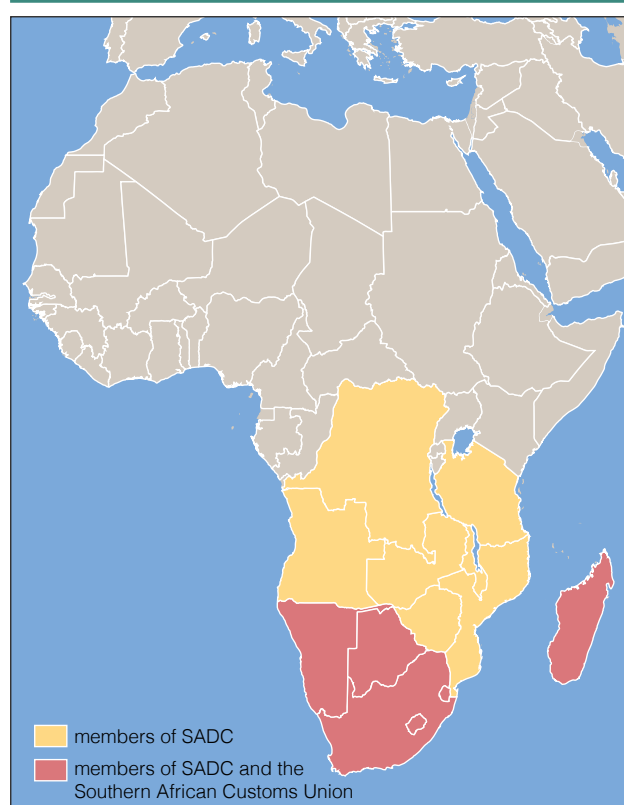 members of SADC
members of SADC and the
Southern African Customs Union